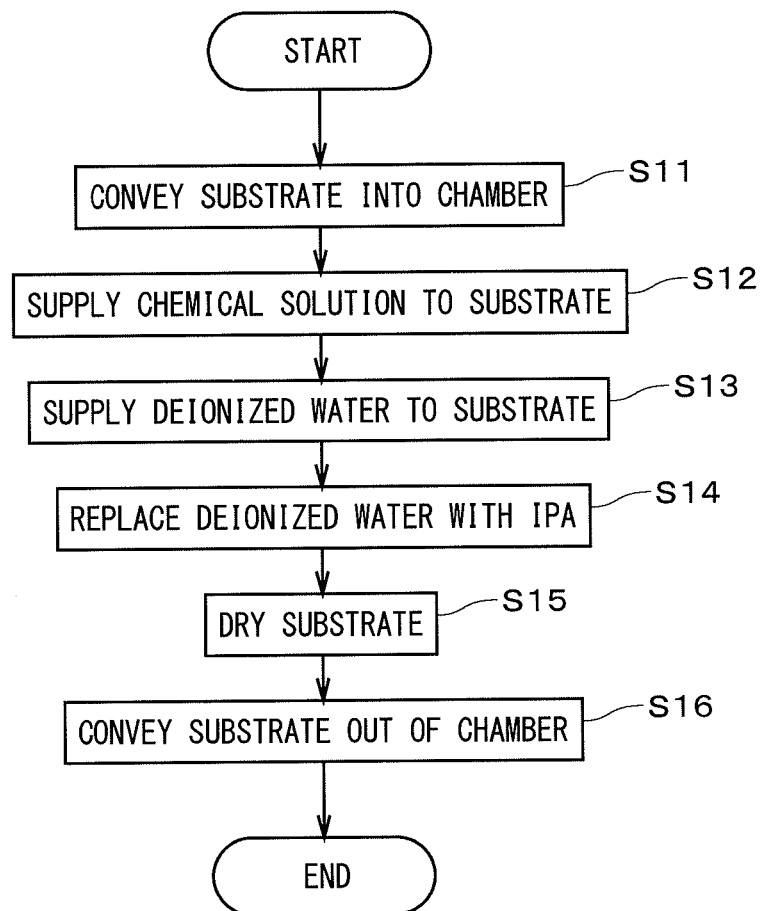 START
CONVEY SUBSTRATE INTO CHAMBER
S11
SUPPLY CHEMICAL SOLUTION TO SUBSTRATE
S12
SUPPLY DEIONIZED WATER TO SUBSTRATE
S13
REPLACE DEIONIZED WATER WITH IPA
S14
DRY SUBSTRATE
S15
CONVEY SUBSTRATE OUT OF CHAMBER
S16
END